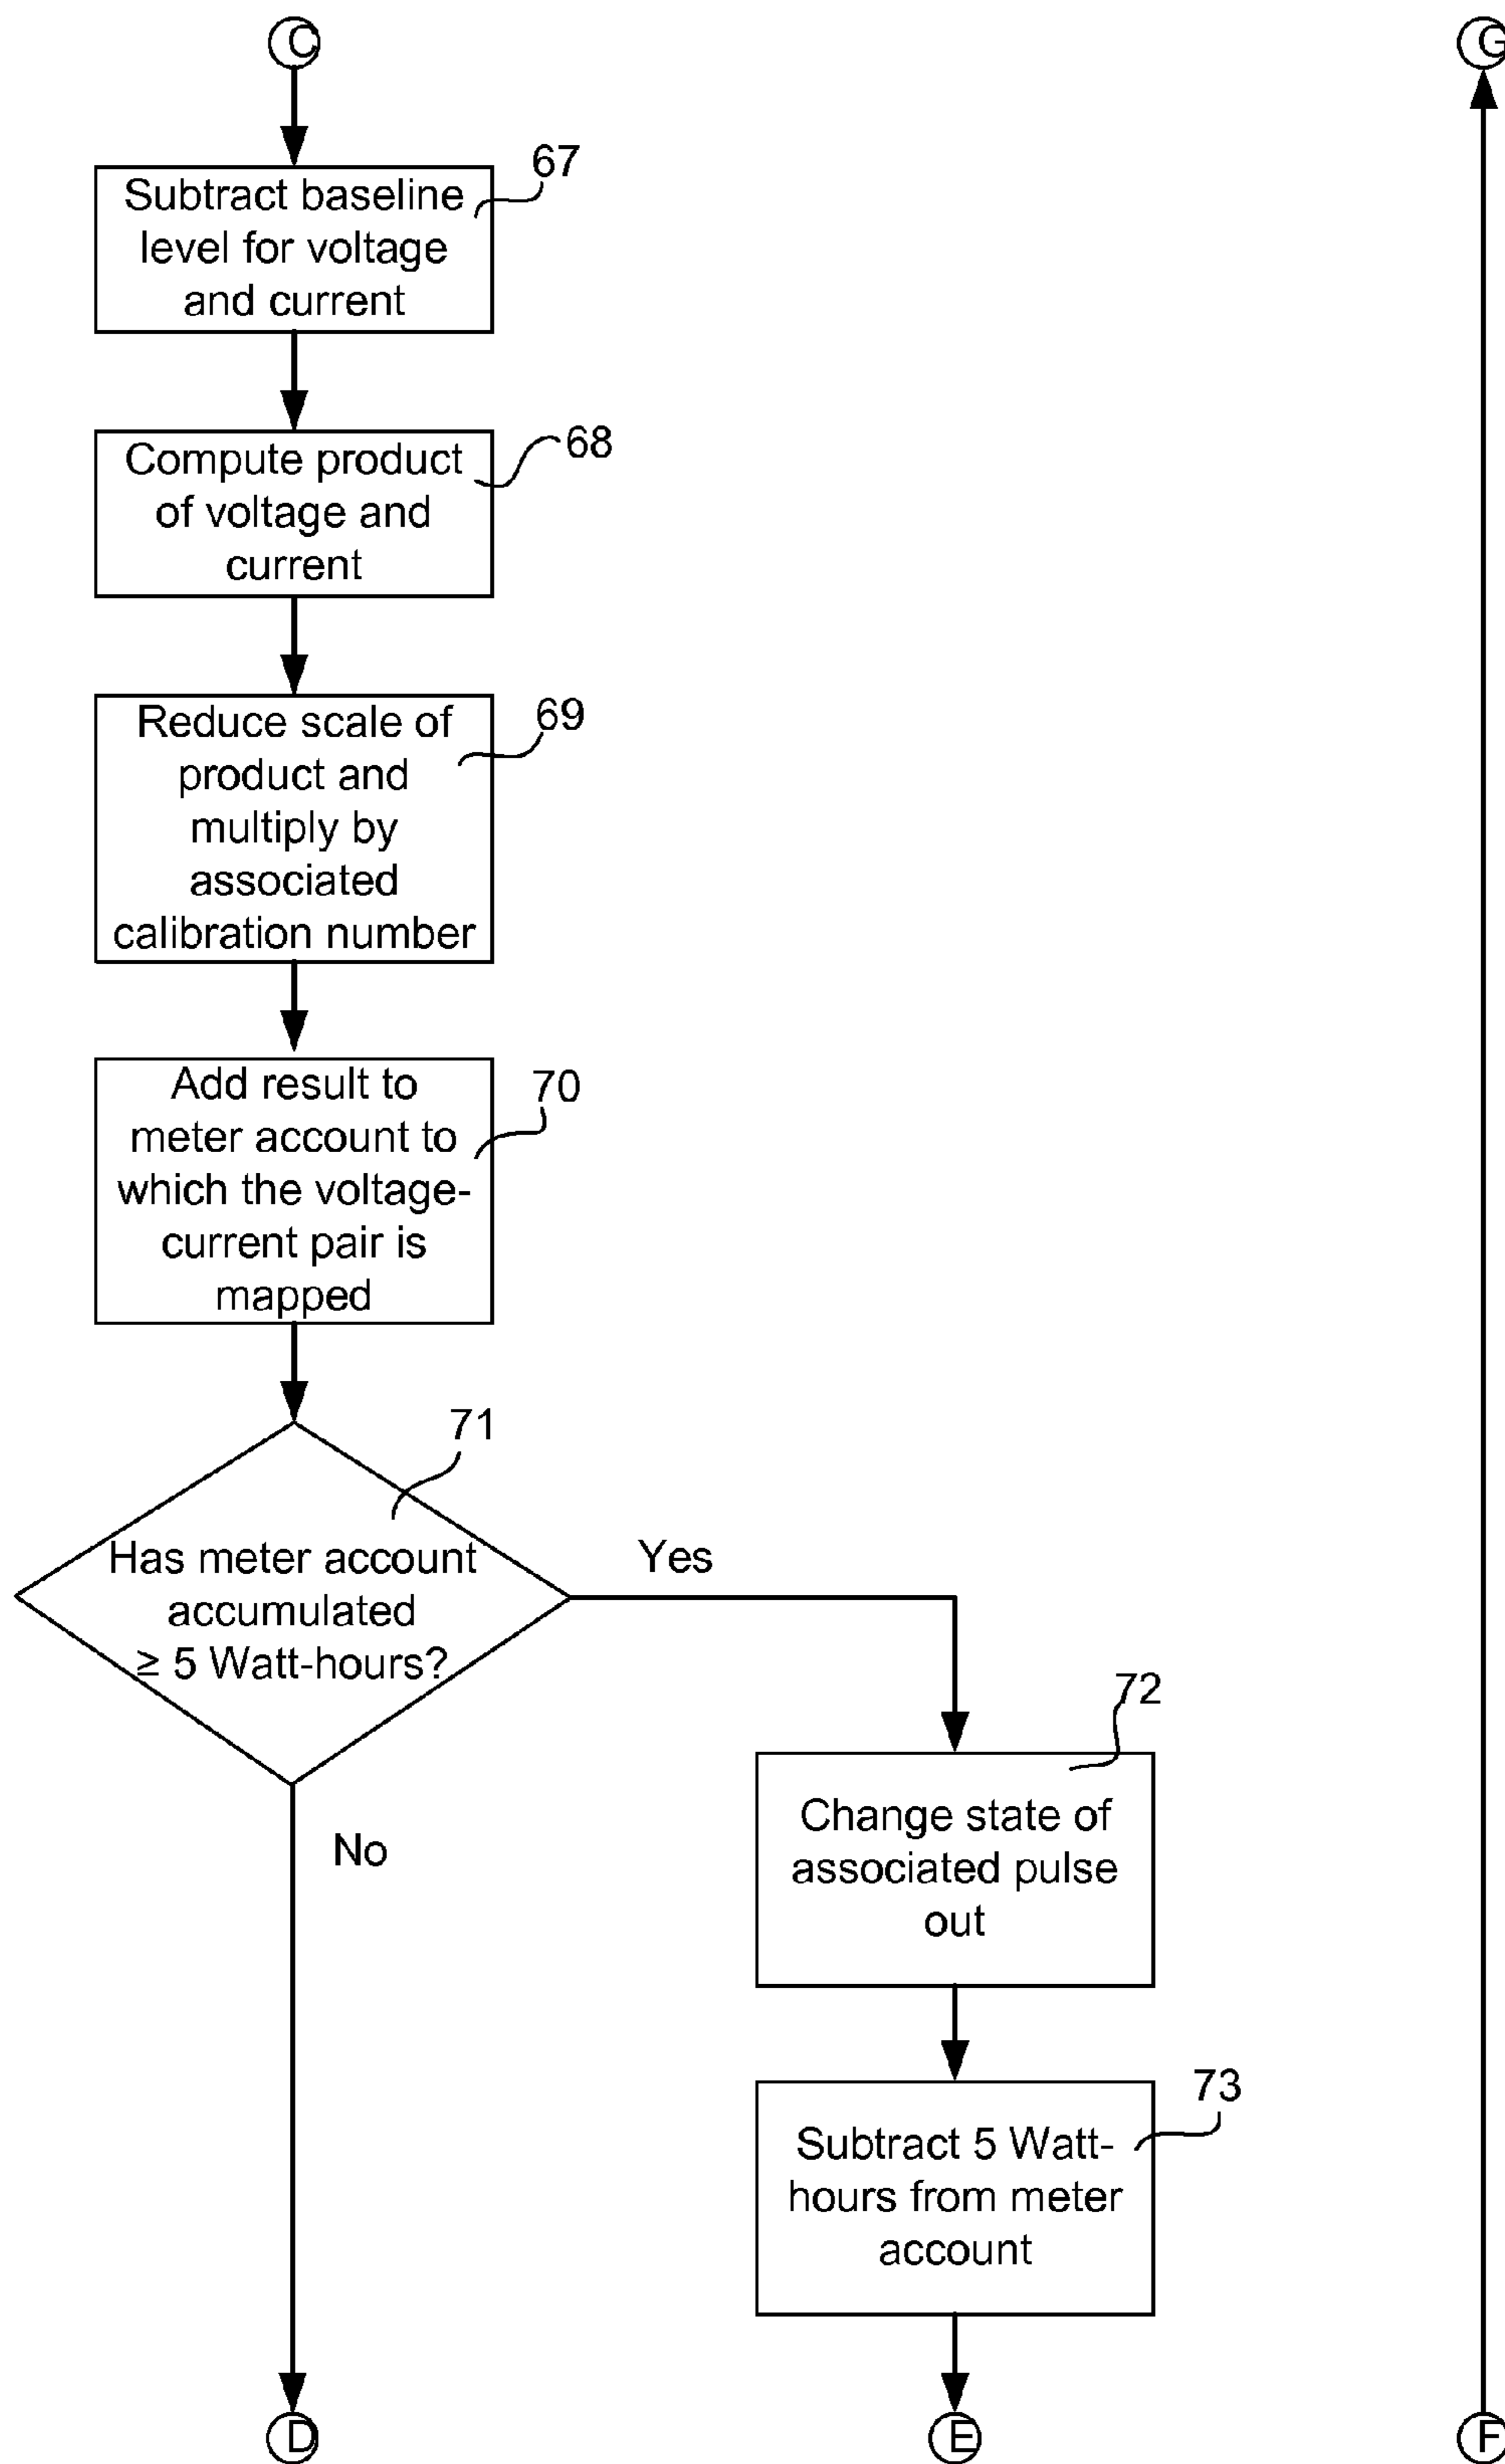 C
G
67
Subtract baseline
level for voltage
and current
68
Compute product
of voltage and
current
69
Reduce scale of
product and
multiply by
associated
calibration number
70
Add result to
meter account to
which the voltage-
current pair is
mapped
71
Has meter account
accumulated
≥ 5 Watt-hours?
Yes
No
72
Change state of
associated pulse
out
73
Subtract 5 Watt-
hours from meter
account
D
E
F